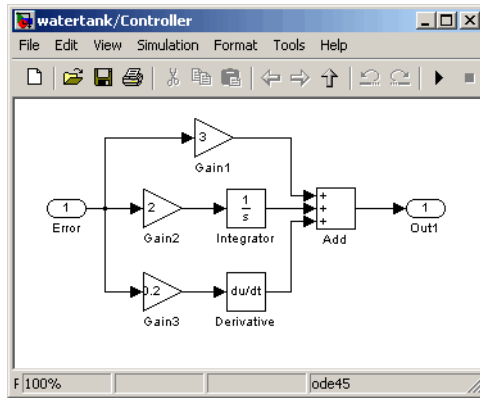 watertank/Controller
File Edit View Simulation Format Tools Help
3
Gain1
1
Error
2
Gain2
1
s
Integrator
+
+
+
Add
1
Out1
0.2
Gain3
du/dt
Derivative
F 100%
ode45